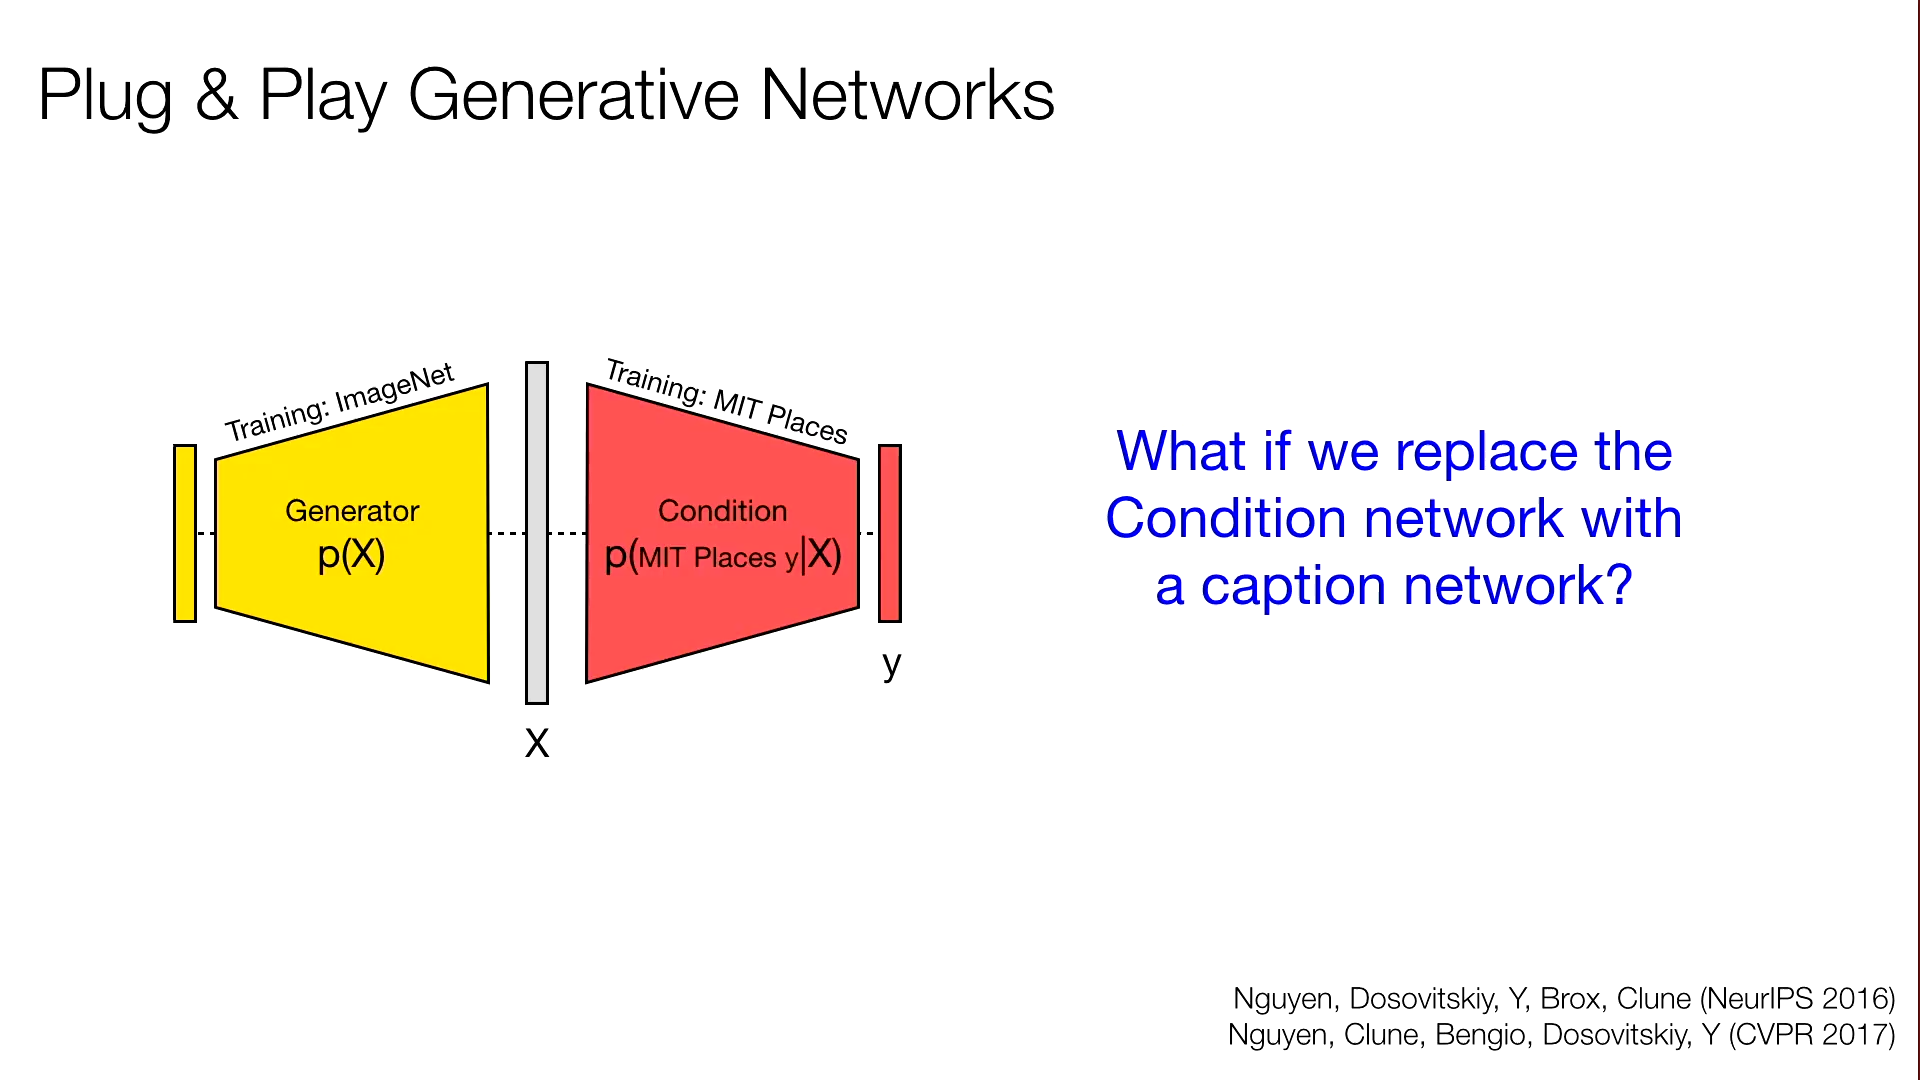 Plug & Play Generative Networks
Training: ImageNet
Training: MIT Places
Generator
p(X)
Condition
p(MIT Places y|X)
y
X
What if we replace the
Condition network with
a caption network?
Nguyen, Dosovitskiy, Y, Brox, Clune (NeurIPS 2016)
Nguyen, Clune, Bengio, Dosovitskiy, Y (CVPR 2017)